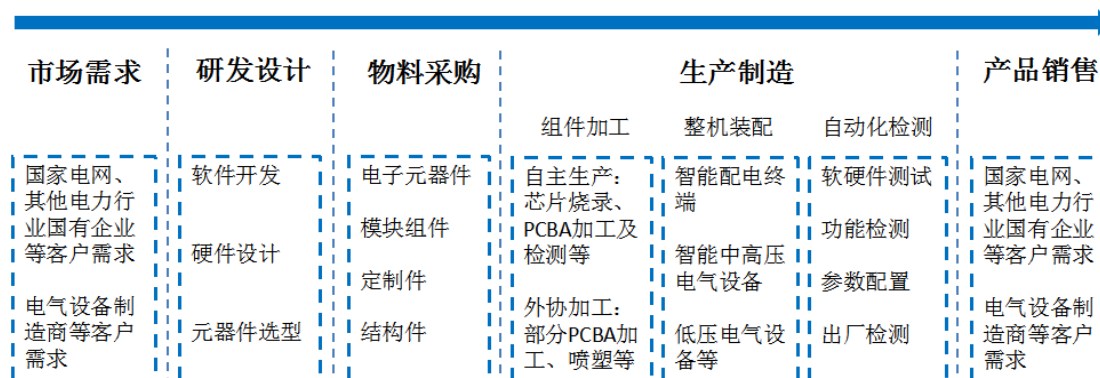 市场需求
研发设计
物料采购
生产制造
产品销售
组件加工
整机装配
自动化检测
国家电网、
其他电力行
业国有企业
等客户需求
电气设备制
造商等客户
需求
软件开发
硬件设计
元器件选型
电子元器件
模块组件
定制件
结构件
自主生产：
芯片烧录、
PCBA加工及
检测等
外协加工：
部分PCBA加
工、喷塑等
智能配电终
端
智能中高压
电气设备
低压电气设
备等
软硬件测试
功能检测
参数配置
出厂检测
国家电网、
其他电力行
业国有企业
等客户需求
电气设备制
造商等客户
需求